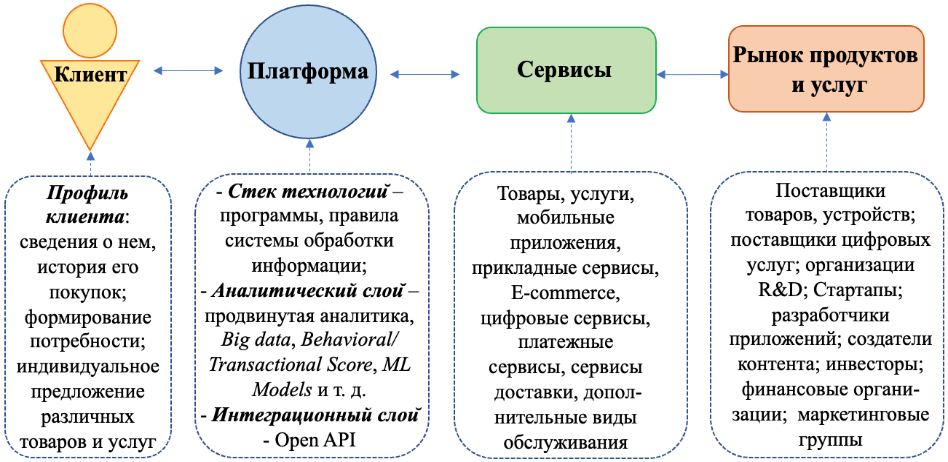 Клиент
Платформа
Сервисы
Рынок продуктов
и услуг
Профиль
клиента:
сведения о нем,
история его
покупок;
формирование
потребности;
индивидуальное
предложение
различных
товаров и услуг
- Стек технологий –
программы, правила
системы обработки
информации;
- Аналитический слой –
продвинутая аналитика,
Big data, Behavioral/
Transactional Score, ML
Models и т. д.
- Интеграционный слой
- Open API
Товары, услуги,
мобильные
приложения,
прикладные сервисы,
E-commerce,
цифровые сервисы,
платежные
сервисы, сервисы
доставки, допол-
нительные виды
обслуживания
Поставщики
товаров, устройств;
поставщики цифровых
услуг; организации
R&D; Стартапы;
разработчики
приложений; создатели
контента; инвесторы;
финансовые органи-
зации; маркетинговые
группы